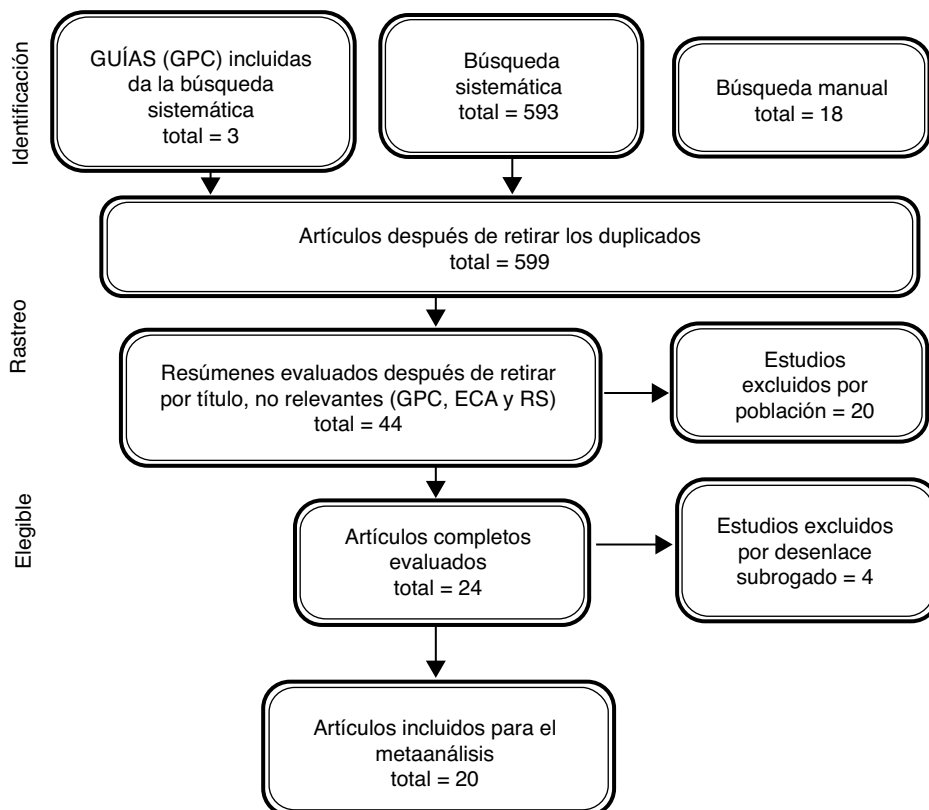 Identificación
GUÍAS (GPC) incluidas
da la búsqueda
sistemática
total = 3
Búsqueda
sistemática
total = 593
Búsqueda manual
total = 18
Artículos después de retirar los duplicados
total = 599
Rastreo
Resúmenes evaluados después de retirar
por título, no relevantes (GPC, ECA y RS)
total = 44
Estudios
excluidos por
población = 20
Elegible
Artículos completos
evaluados
total = 24
Estudios excluidos
por desenlace
subrogado = 4
Artículos incluidos para el
metaanálisis
total = 20